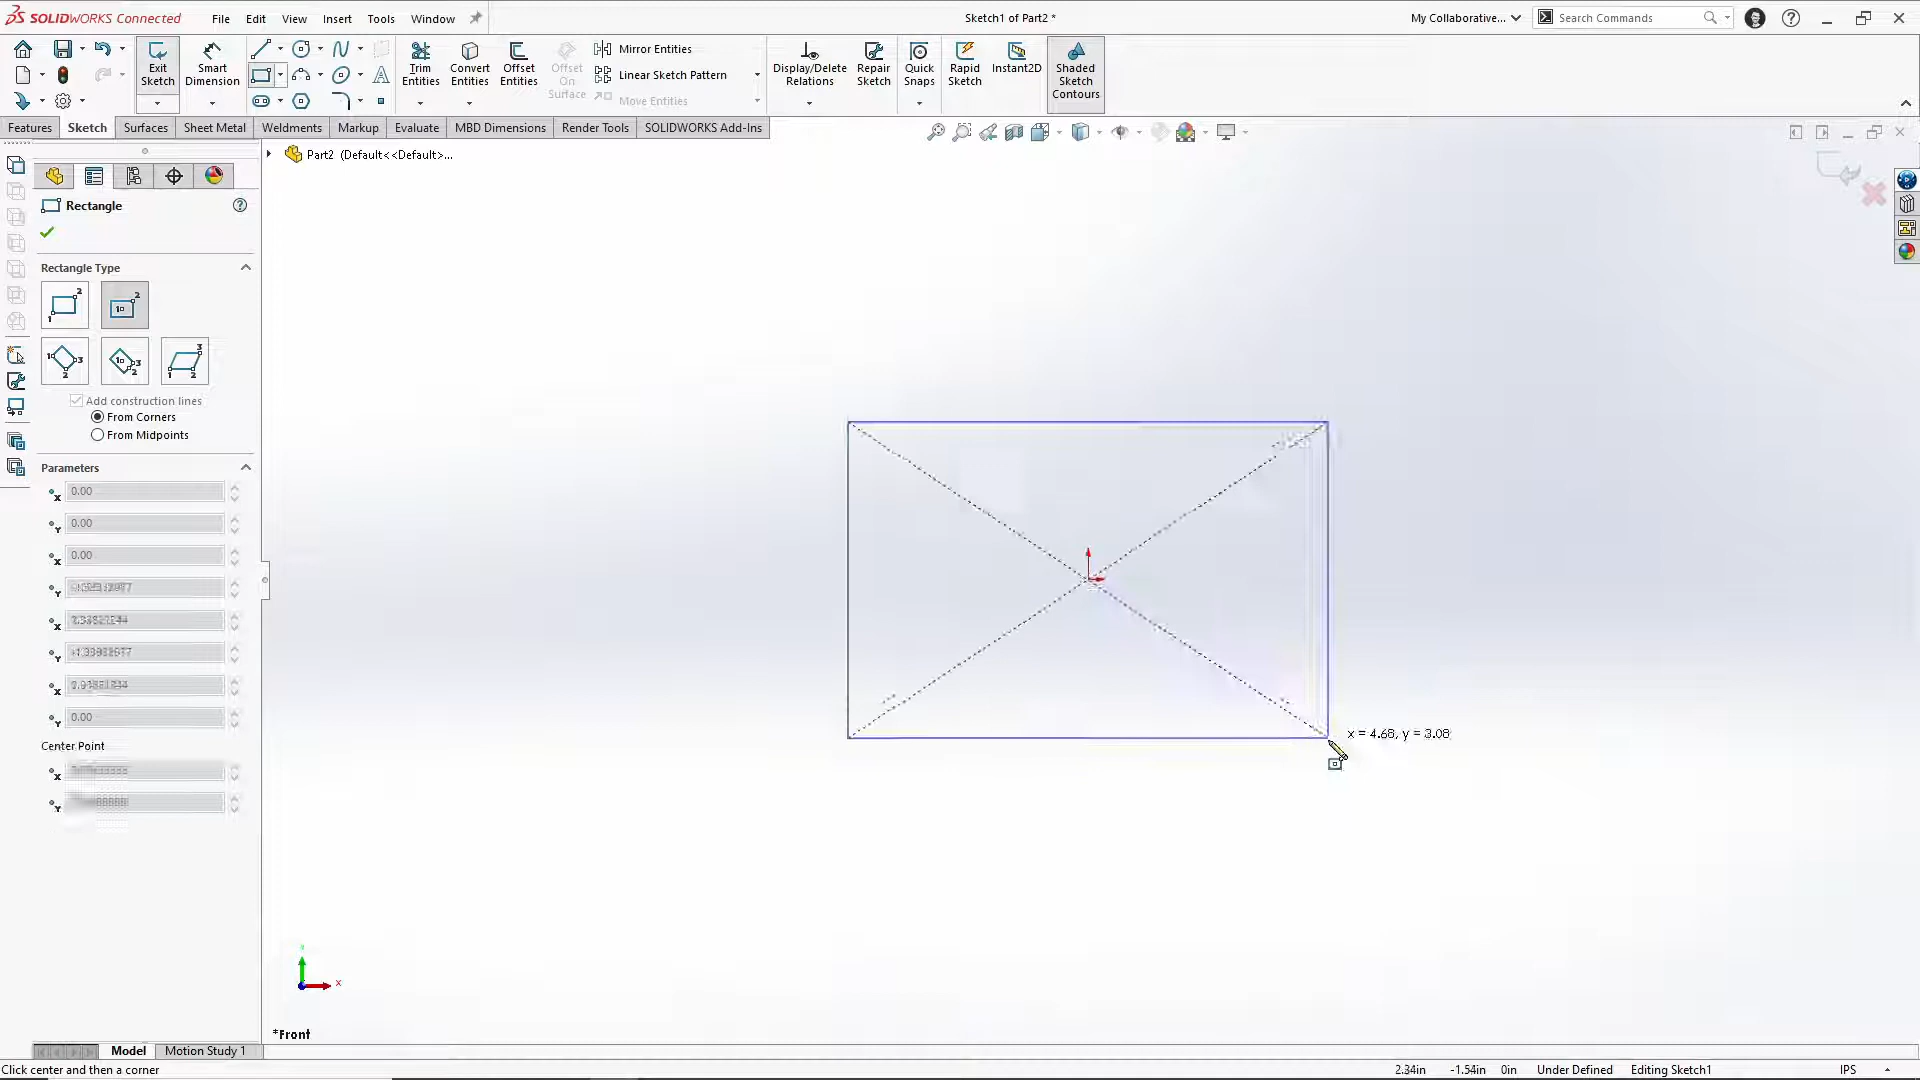 SOLIDWORKS Connected
File
Edit
View
Insert
Tools
Window
Sketch1 of Part2 *
My Collaborative...
Search Commands
Exit Sketch
Smart Dimension
Trim Entities
Convert Entities
Offset Entities
Offset On Surface
Mirror Entities
Linear Sketch Pattern
Move Entities
Display/Delete Relations
Repair Sketch
Quick Snaps
Rapid Sketch
Instant2D
Shaded Sketch Contours
Features
Sketch
Surfaces
Sheet Metal
Weldments
Markup
Evaluate
MBD Dimensions
Render Tools
SOLIDWORKS Add-Ins
Part2 (Default<<Default>...
Rectangle
Rectangle Type
Add construction lines
From Corners
From Midpoints
Parameters
0.00
0.00
0.00
0.00
Center Point
x = 4.68, y = 3.08
X
*Front
Model
Motion Study 1
Click center and then a corner
2.34in
-1.54in
0in
Under Defined
Editing Sketch1
IPS